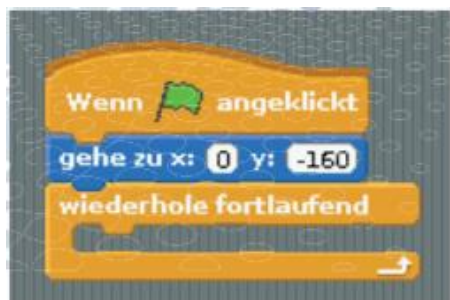 Wenn angeklickt
gehe zu x: 0 y: -160
wiederhole fortlaufend